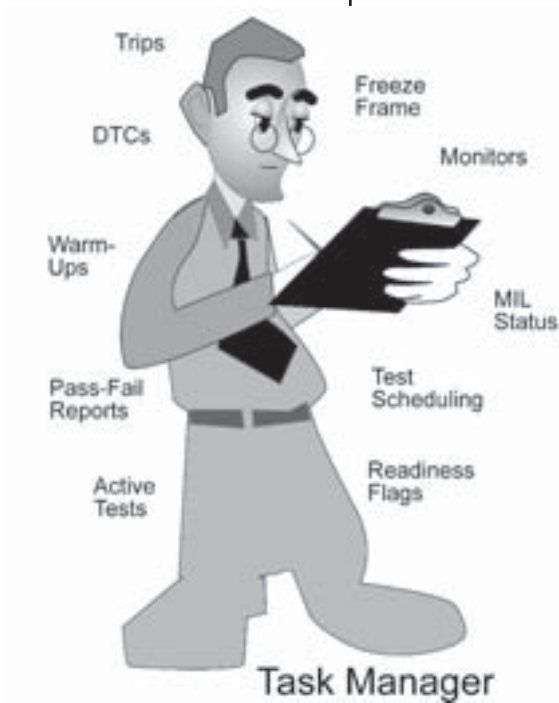 Trips
Freeze
Frame
DTCs
Monitors
Warm-
Ups
MIL
Status
Pass-Fail
Reports
Test
Scheduling
Active
Tests
Readiness
Flags
Task Manager